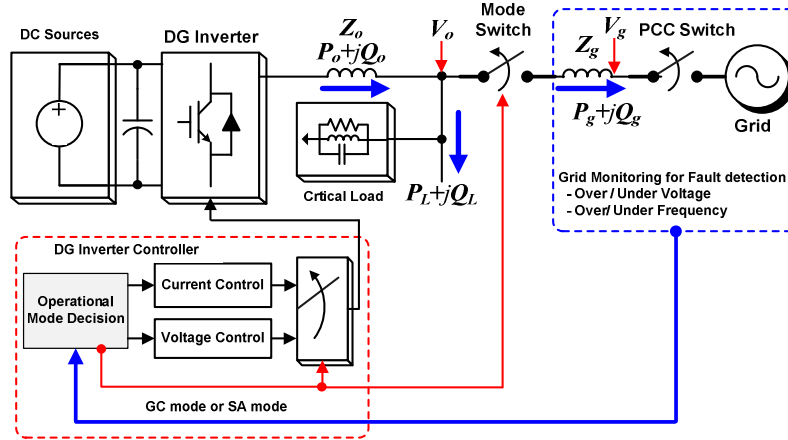 DC Sources
DG Inverter
Zo
Po+jQo
Vo
Mode
Switch
Vg
Zg
PCC Switch
Pg+jQg
Grid
Crtical Load
PL+jQL
Grid Monitoring for Fault detection
- Over / Under Voltage
- Over/ Under Frequency
DG Inverter Controller
Operational
Mode Decision
Current Control
Voltage Control
GC mode or SA mode